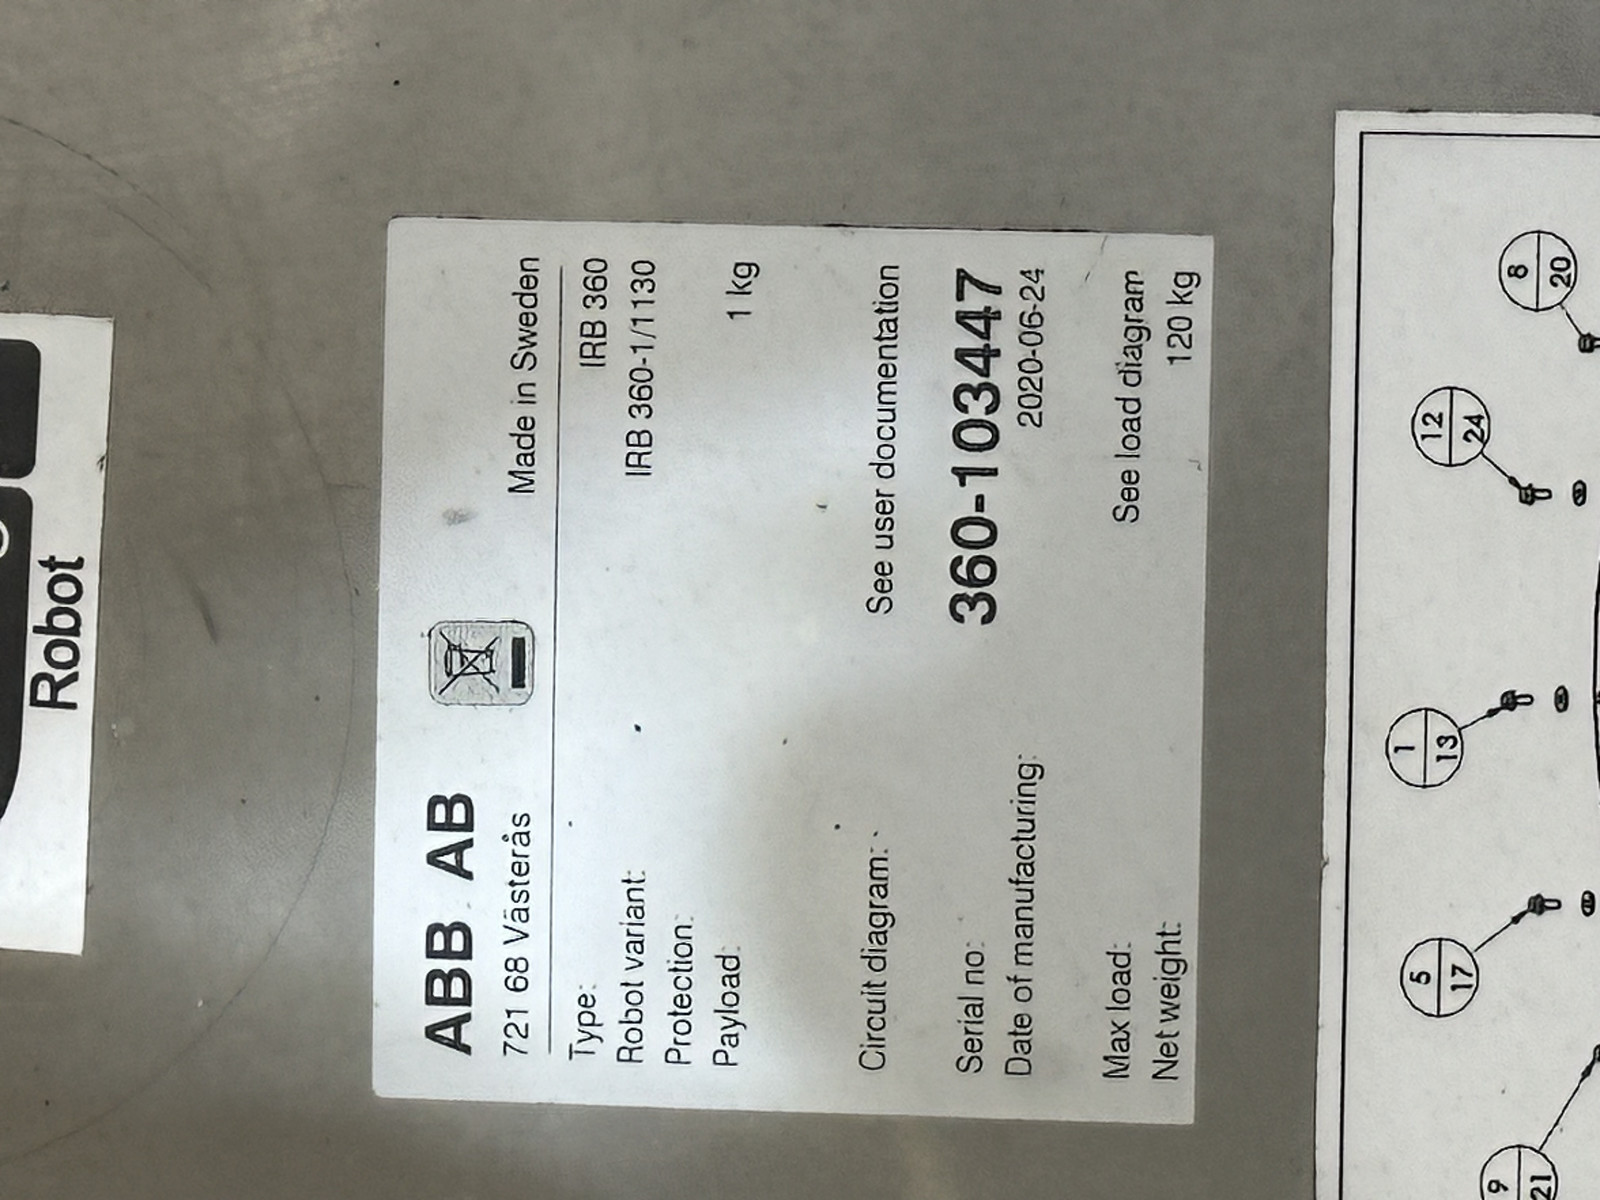 Robot
ABB AB
721 68 Västerås Made in Sweden
Type: IRB 360
Robot variant: IRB 360-1/1130
Protection:
Payload: 1 kg
Circuit diagram: See user documentation
Serial no: 360-103447
Date of manufacturing: 2020-06-24
Max load: See load diagram
Net weight: 120 kg
8
20
12
24
1
13
5
17
9
21